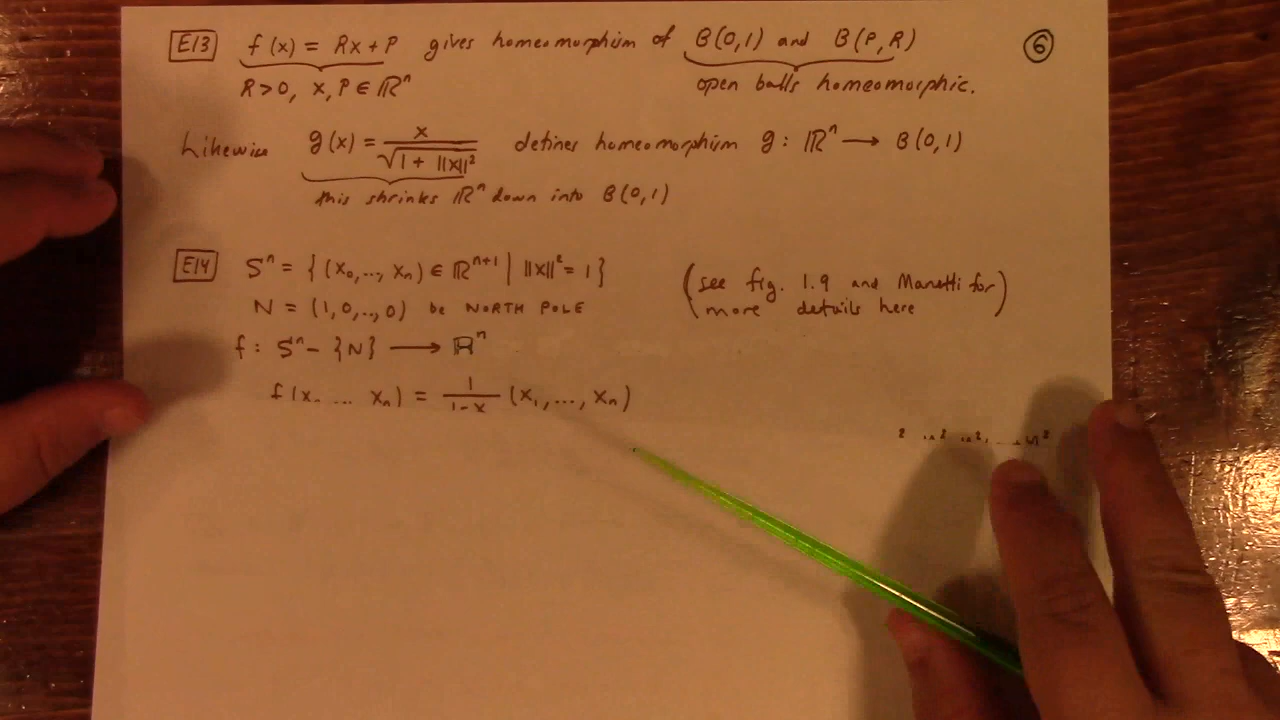 E13 f(x) = Rx + P gives homeomorphism of B(0,1) and B(P,R) 6
R > 0, x, P ∈ ℝⁿ open balls homeomorphic.
Likewise g(x) = x / √(1 + ||x||²) defines homeomorphism g : ℝⁿ → B(0,1)
this shrinks ℝⁿ down into B(0,1)
E14 Sⁿ = { (x₀,..., xₙ) ∈ ℝⁿ⁺¹ | ||x||² = 1 } (see fig. 1.9 and Manetti for
N = (1,0,..,0) be NORTH POLE more details here)
f : Sⁿ - {N} → ℝⁿ
= (x₁,..., xₙ)